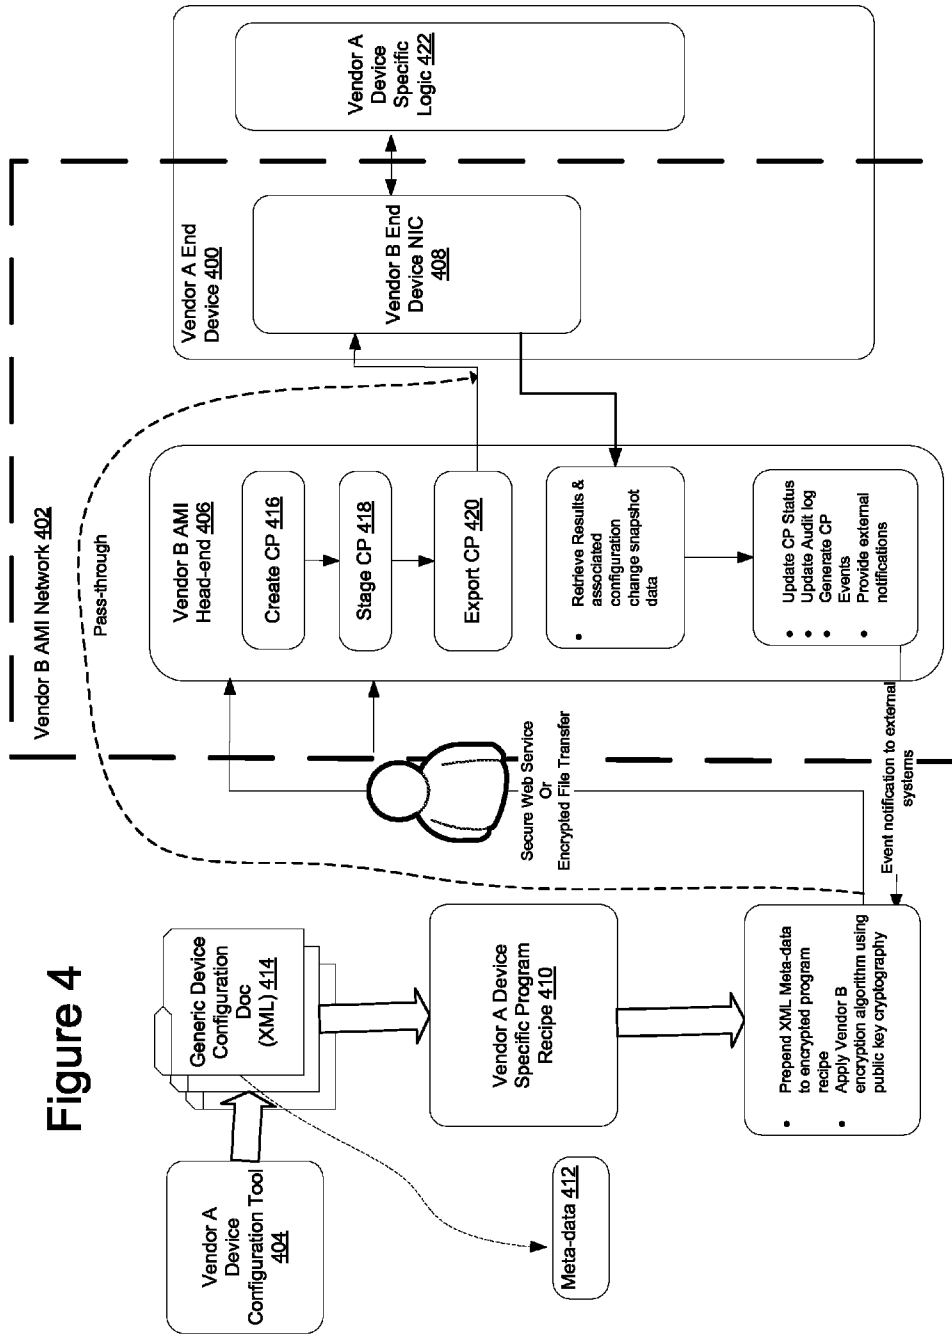 Figure 4
Vendor A
Device
Configuration Tool
404
Generic Device
Configuration
Doc
(XML) 414
Meta-data 412
Vendor A Device
Specific Program
Recipe 410
• Prepend XML Meta-data
to encrypted program
recipe
• Apply Vendor B
encryption algorithm using
public key cryptography
Vendor B AMI Network 402
Pass-through
Secure Web Service
Or
Encrypted File Transfer
Event notification to external
systems
Vendor B AMI
Head-end 406
Create CP 416
Stage CP 418
Export CP 420
• Retrieve Results &
associated
configuration
change snapshot
data
• Update CP Status
• Update Audit log
• Generate CP
Events
• Provide external
notifications
Vendor A End
Device 400
Vendor B End
Device NIC
408
Vendor A
Device
Specific
Logic 422